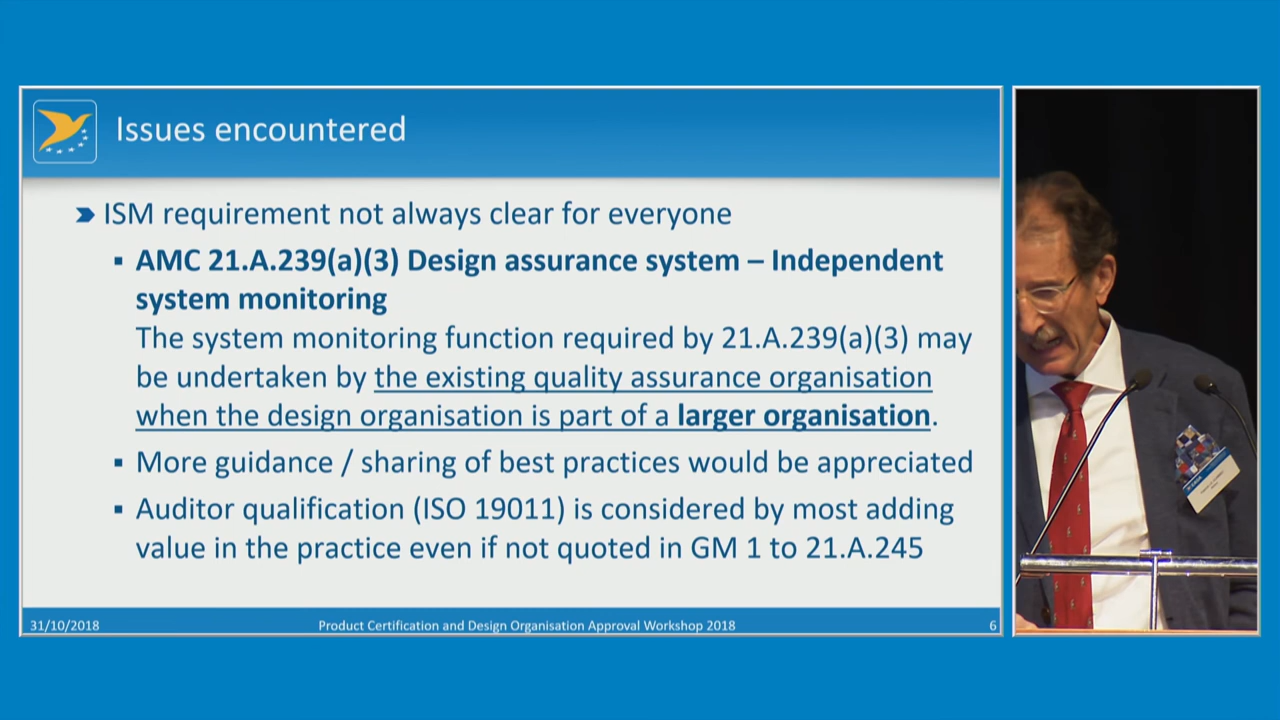 Issues encountered
ISM requirement not always clear for everyone
AMC 21.A.239(a)(3) Design assurance system – Independent
system monitoring
The system monitoring function required by 21.A.239(a)(3) may
be undertaken by the existing quality assurance organisation
when the design organisation is part of a larger organisation.
More guidance / sharing of best practices would be appreciated
Auditor qualification (ISO 19011) is considered by most adding
value in the practice even if not quoted in GM 1 to 21.A.245
31/10/2018
Product Certification and Design Organisation Approval Workshop 2018
6